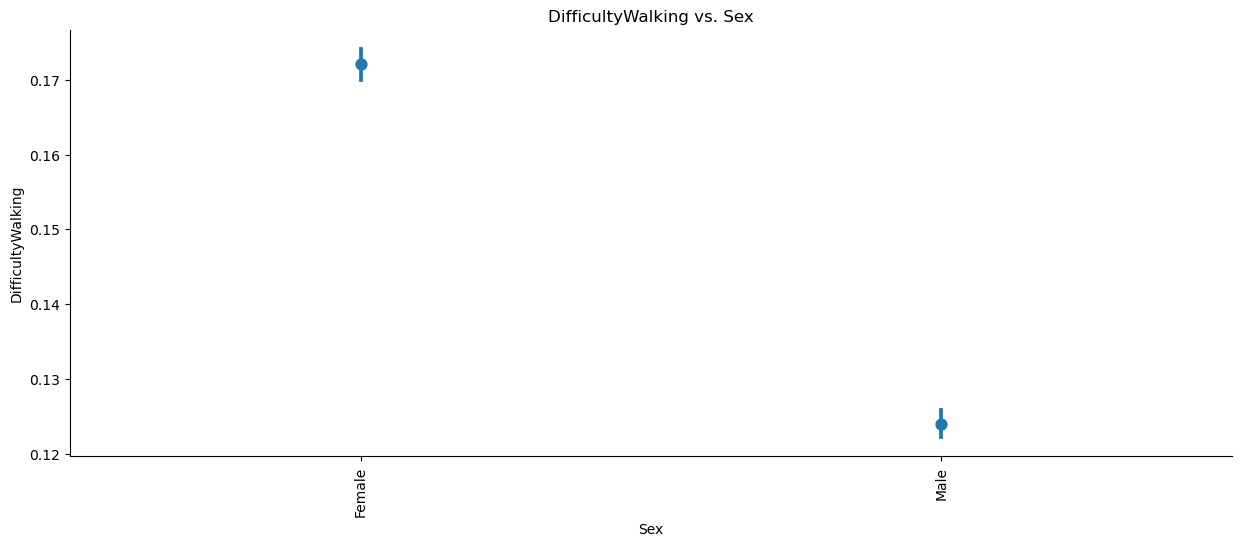 DifficultyWalking vs. Sex
DifficultyWalking
0.17
0.16
0.15
0.14
0.13
0.12
Female
Male
Sex